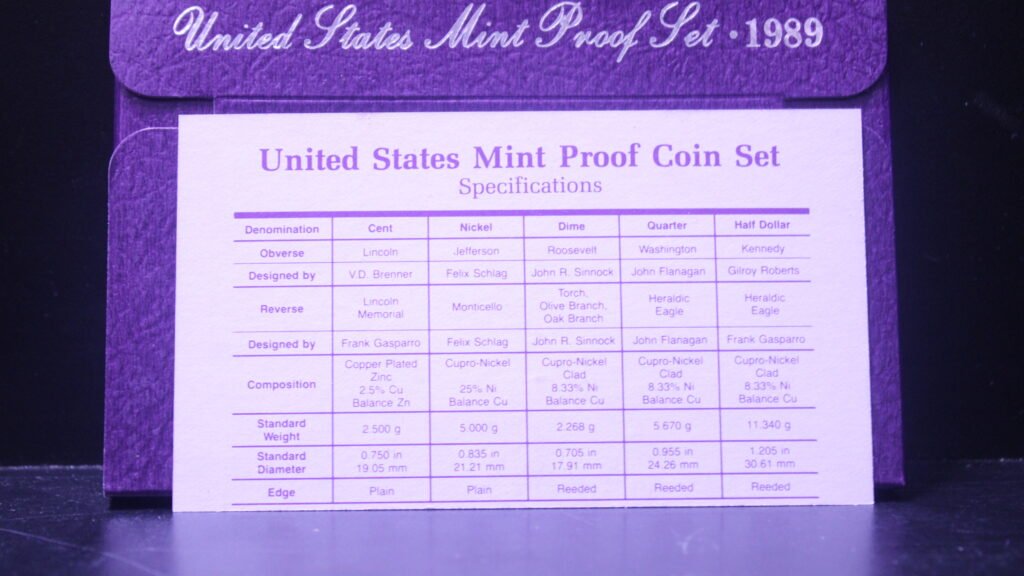 United States Mint Proof Set · 1989
United States Mint Proof Coin Set
Specifications
Denomination Cent Nickel Dime Quarter Half Dollar
Obverse Lincoln Jefferson Roosevelt Washington Kennedy
Designed by V.D. Brenner Felix Schlag John R. Sinnock John Flanagan Gilroy Roberts
Reverse Lincoln Memorial Monticello Torch, Olive Branch, Oak Branch Heraldic Eagle Heraldic Eagle
Designed by Frank Gasparro Felix Schlag John R. Sinnock John Flanagan Frank Gasparro
Composition Copper Plated Zinc 2.5% Cu Balance Zn Cupro-Nickel 25% Ni Balance Cu Cupro-Nickel Clad 8.33% Ni Balance Cu Cupro-Nickel Clad 8.33% Ni Balance Cu Cupro-Nickel Clad 8.33% Ni Balance Cu
Standard Weight 2.500 g 5.000 g 2.268 g 5.670 g 11.340 g
Standard Diameter 0.750 in 19.05 mm 0.835 in 21.21 mm 0.705 in 17.91 mm 0.955 in 24.26 mm 1.205 in 30.61 mm
Edge Plain Plain Reeded Reeded Reeded